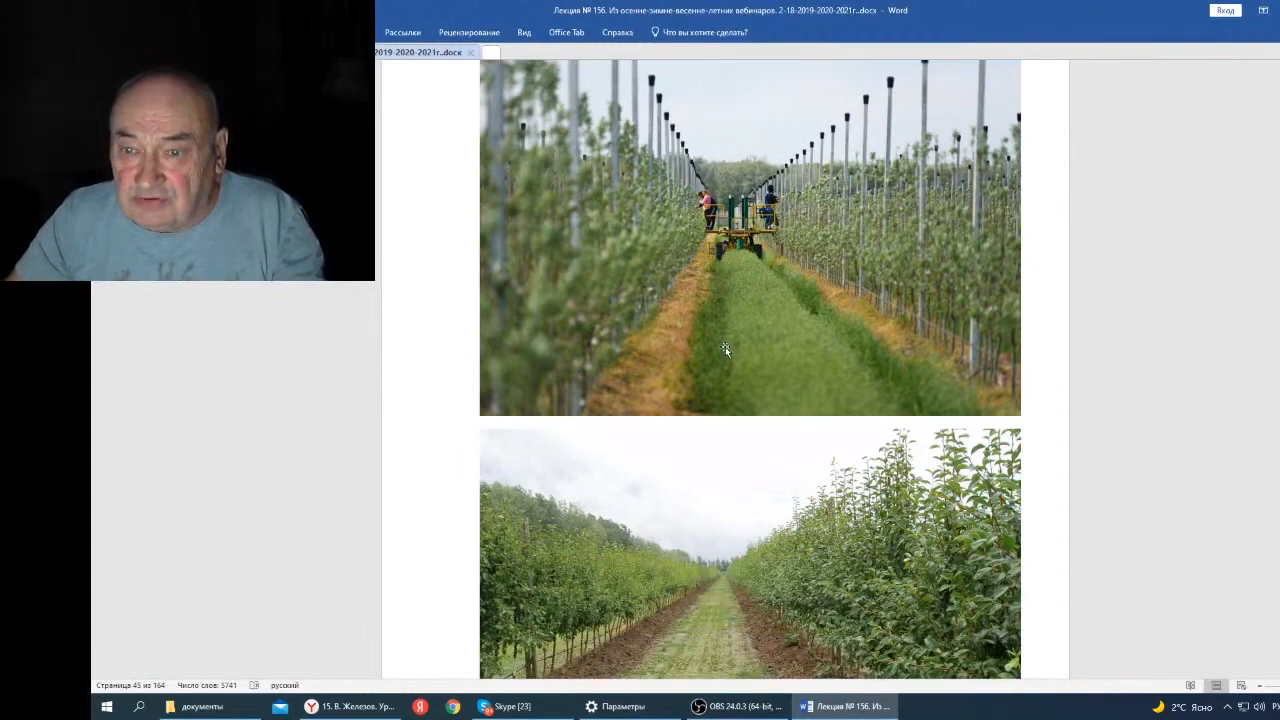 Лекция № 156. Из осенне-зимне-весенне-летних вебинаров. 2-18-2019-2020-2021г..docx - Word
Вход
Рассылки
Рецензирование
Вид
Office Tab
Справка
Что вы хотите сделать?
2019-2020-2021г..docx
Страница 45 из 164
Число слов: 5741
русский
документы
15. В. Железов. Ур...
Я
Skype [23]
Параметры
OBS 24.0.3 (64-bit, ...
Лекция № 156. Из ...
2°C Ясно